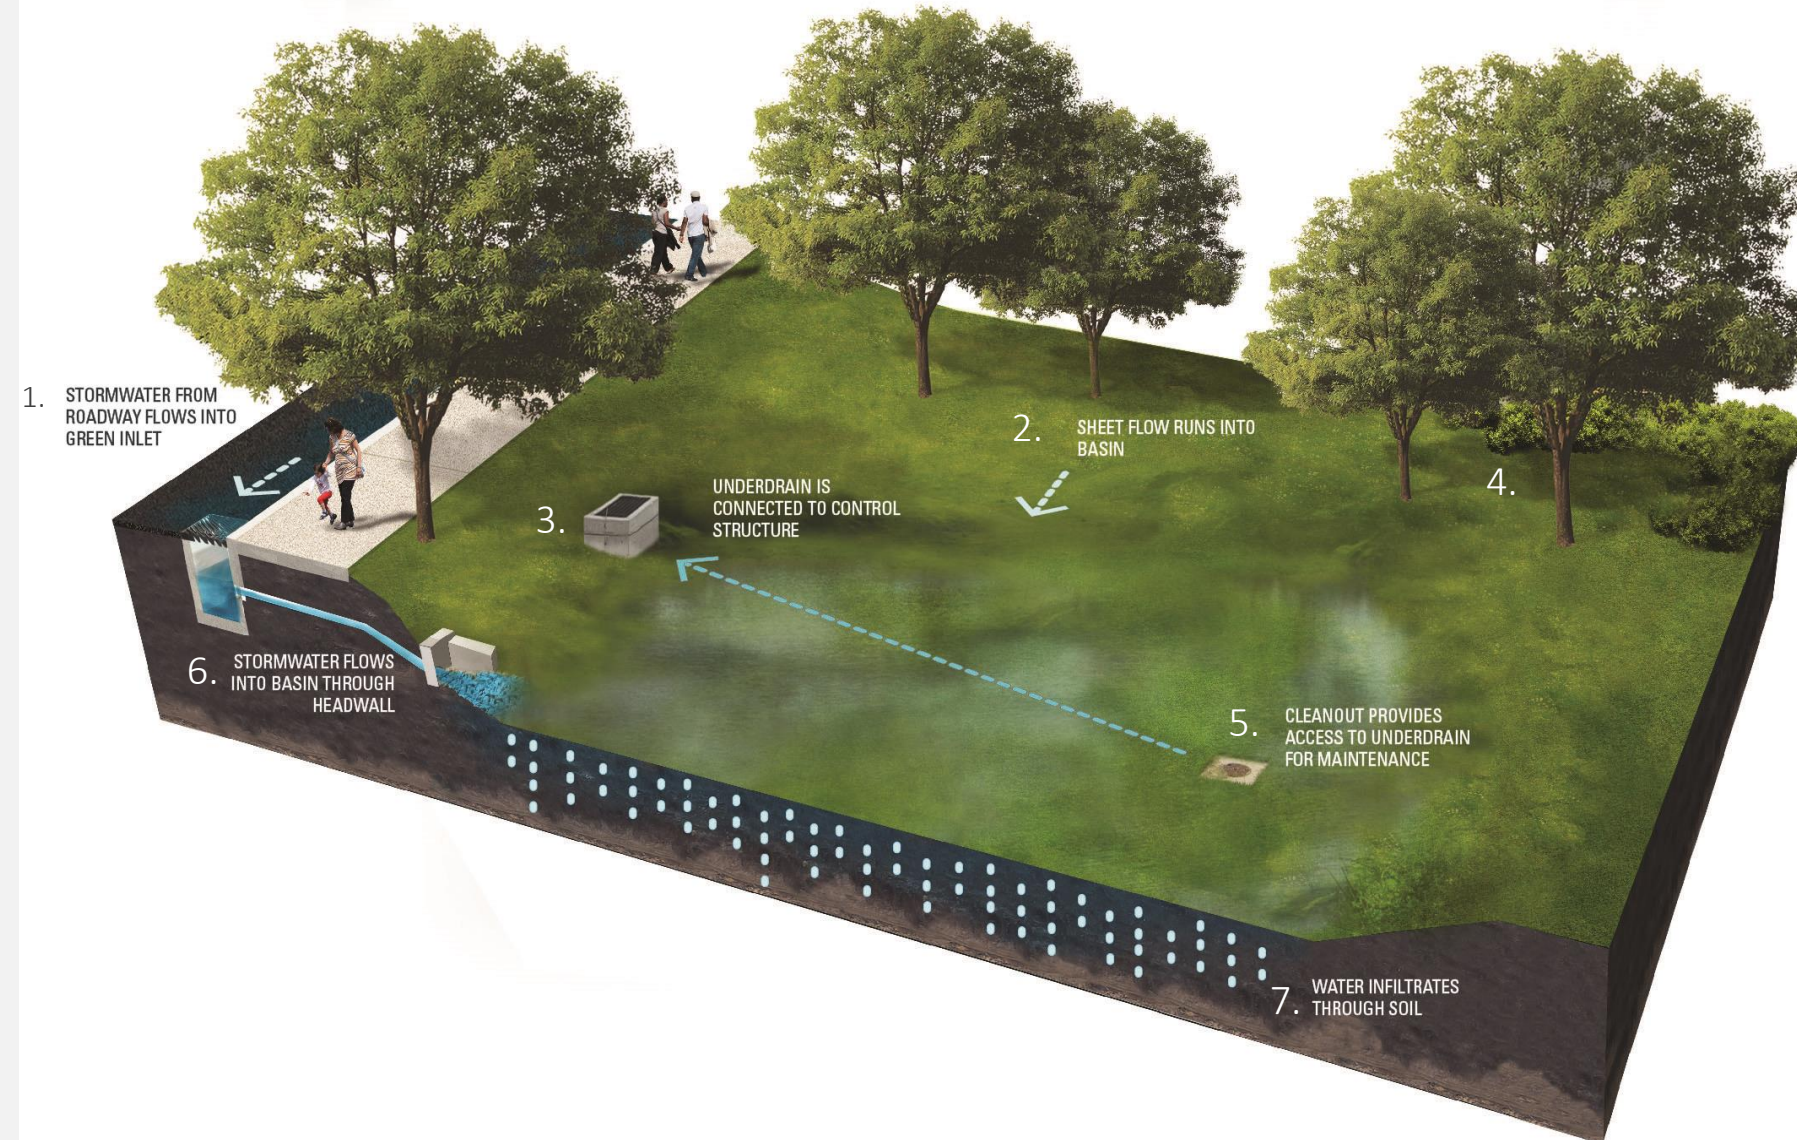 1. STORMWATER FROM
ROADWAY FLOWS INTO
GREEN INLET
2. SHEET FLOW RUNS INTO
BASIN
3. UNDERDRAIN IS
CONNECTED TO CONTROL
STRUCTURE
4.
5. CLEANOUT PROVIDES
ACCESS TO UNDERDRAIN
FOR MAINTENANCE
6. STORMWATER FLOWS
INTO BASIN THROUGH
HEADWALL
7. WATER INFILTRATES
THROUGH SOIL